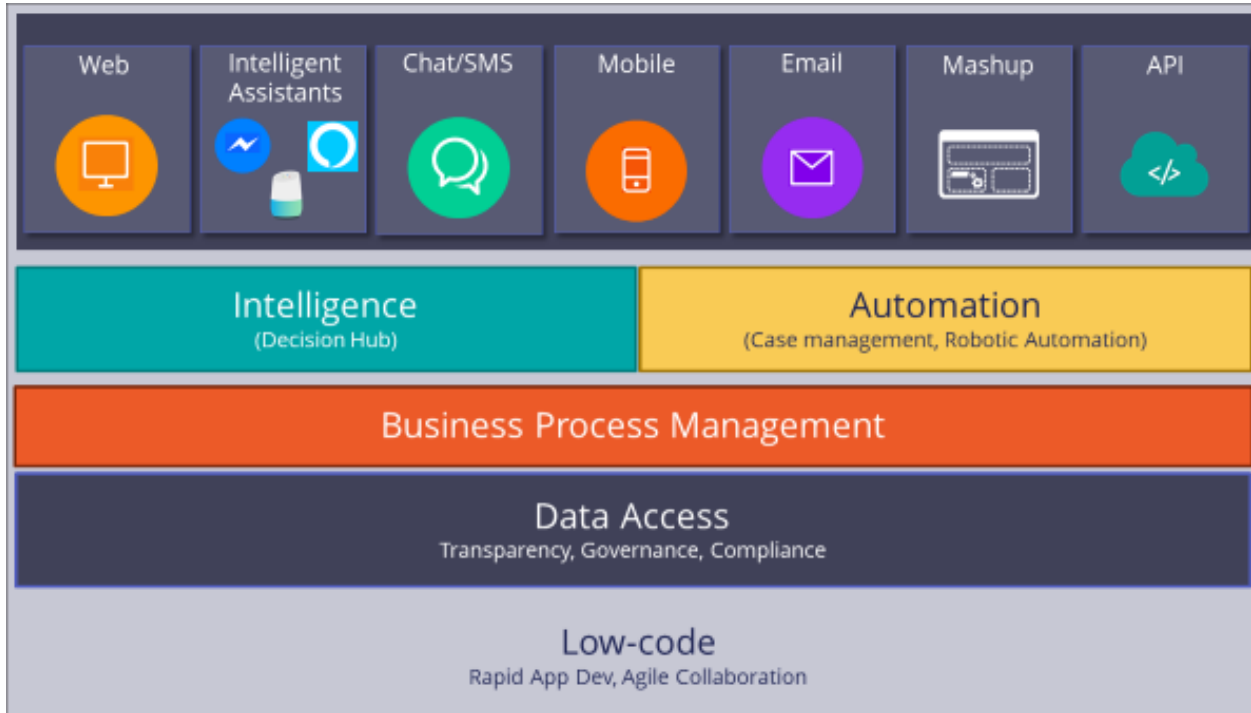 Web
Intelligent
Assistants
Chat/SMS
Mobile
Email
Mashup
API
</>
Intelligence
(Decision Hub)
Automation
(Case management, Robotic Automation)
Business Process Management
Data Access
Transparency, Governance, Compliance
Low-code
Rapid App Dev, Agile Collaboration